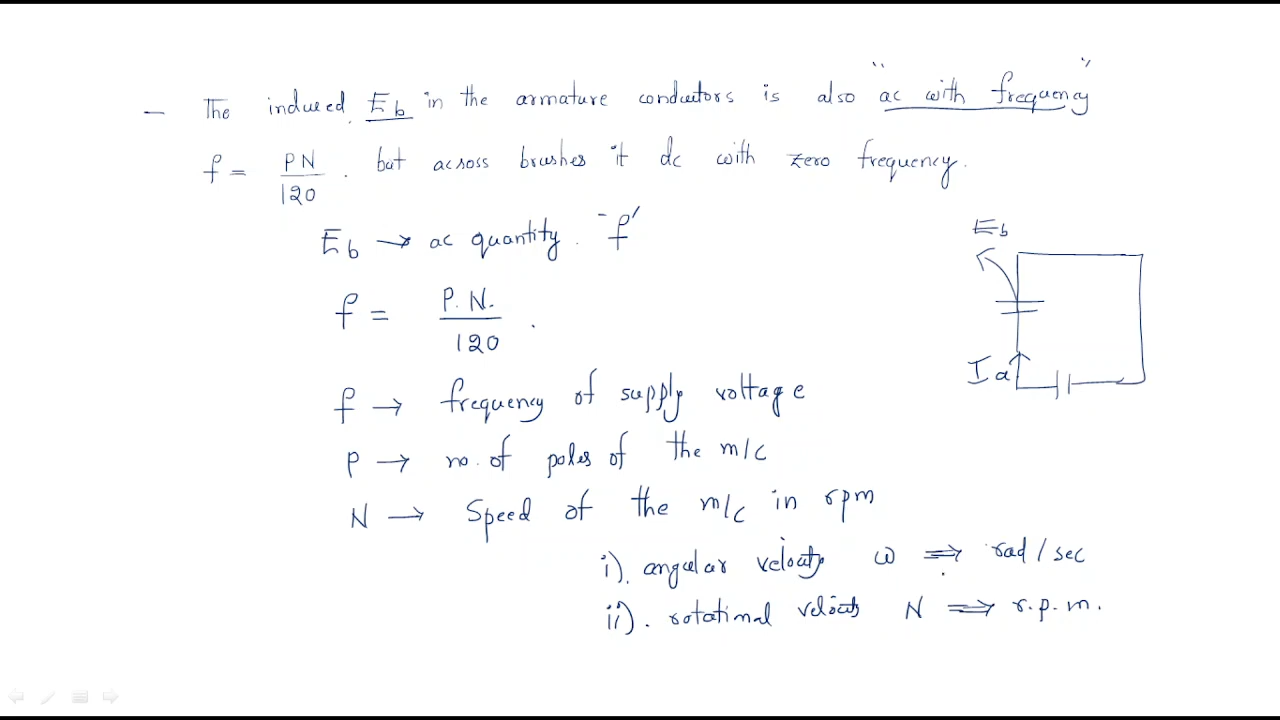 — The induced Eb in the armature conductors is also "ac with frequency"
f = PN/120 . but across brushes it dc with zero frequency.
Eb → ac quantity. 'f'
f = P.N./120 .
Eb
Ia
f → frequency of supply voltage
P → no. of poles of the m/c
N → Speed of the m/c in rpm
i). angular velocity ω ⇒ rad/sec
ii). rotational velocity N ⇒ r.p.m.